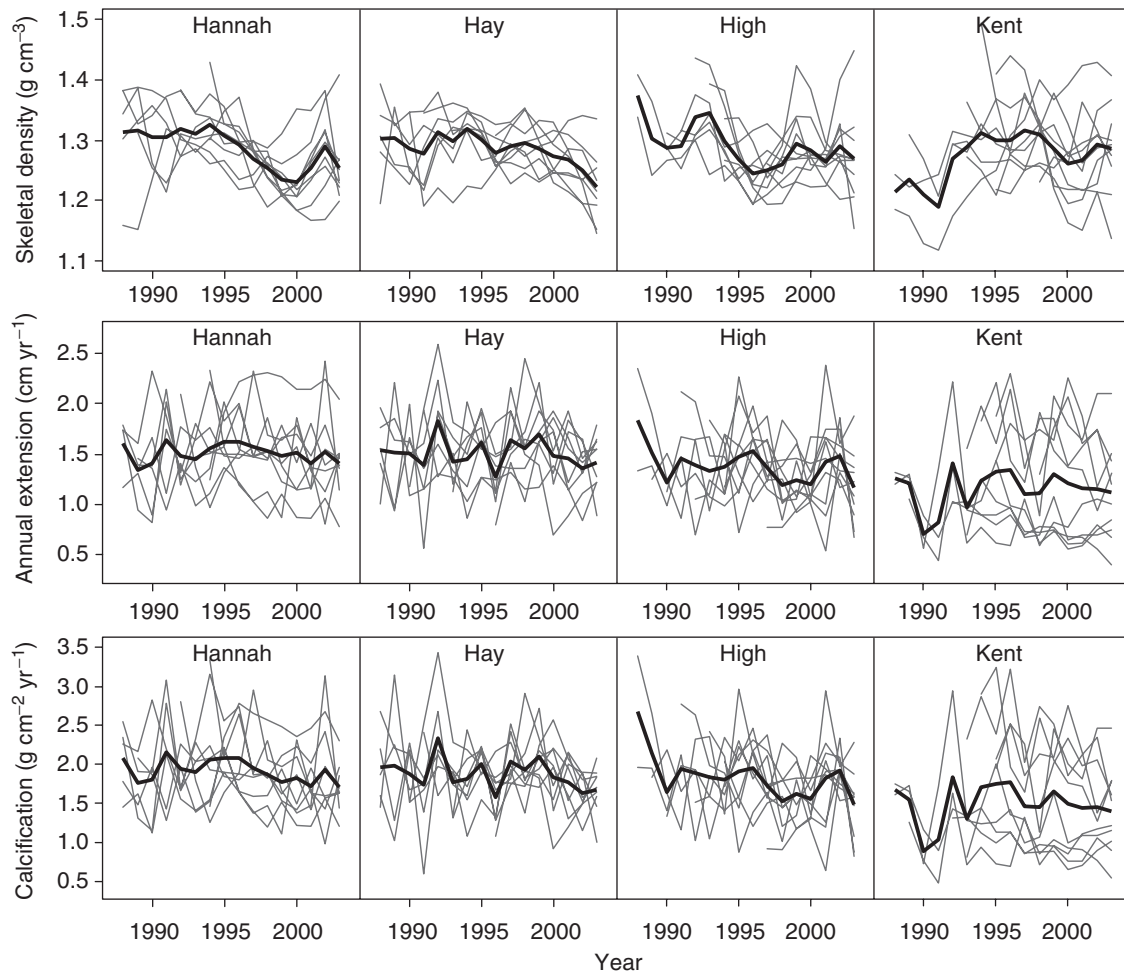 Skeletal density (g cm⁻³)
Hannah Hay High Kent
1.5
1.4
1.3
1.2
1.1
1990 1995 2000 1990 1995 2000 1990 1995 2000 1990 1995 2000
Annual extension (cm yr⁻¹)
Hannah Hay High Kent
2.5
2.0
1.5
1.0
0.5
1990 1995 2000 1990 1995 2000 1990 1995 2000 1990 1995 2000
Calcification (g cm⁻² yr⁻¹)
Hannah Hay High Kent
3.5
3.0
2.5
2.0
1.5
1.0
0.5
1990 1995 2000 1990 1995 2000 1990 1995 2000 1990 1995 2000
Year